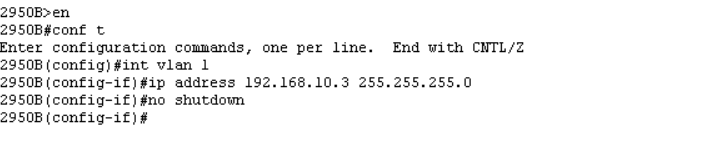 2950B>en
2950B#conf t
Enter configuration commands, one per line.  End with CNTL/Z
2950B(config)#int vlan 1
2950B(config-if)#ip address 192.168.10.3 255.255.255.0
2950B(config-if)#no shutdown
2950B(config-if)#